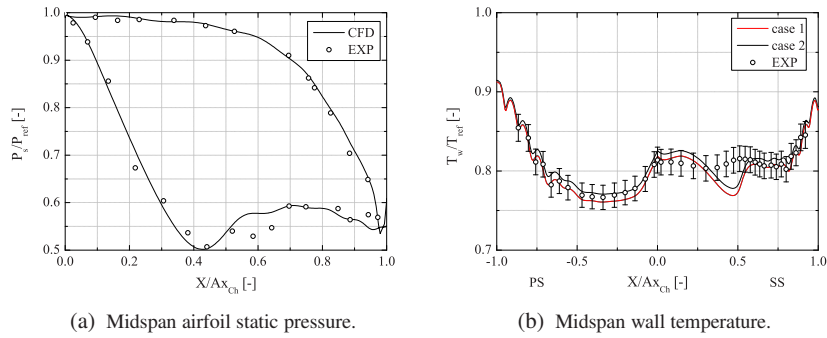 1.0
0.9
0.8
0.7
0.6
0.5
P_s/P_ref [-]
CFD
EXP
0.0 0.2 0.4 0.6 0.8 1.0
X/Ax_Ch [-]
(a) Midspan airfoil static pressure.
1.0
0.9
0.8
0.7
T_w/T_ref [-]
case 1
case 2
EXP
-1.0 -0.5 0.0 0.5 1.0
PS X/Ax_Ch [-] SS
(b) Midspan wall temperature.